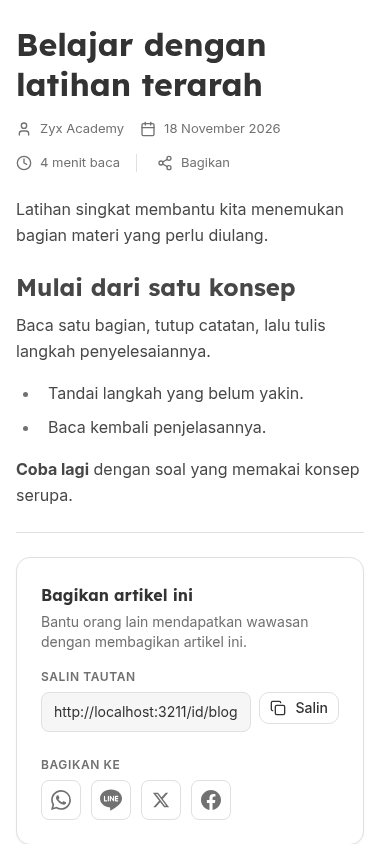 Belajar dengan
latihan terarah
Zyx Academy 18 November 2026
4 menit baca Bagikan
Latihan singkat membantu kita menemukan
bagian materi yang perlu diulang.
Mulai dari satu konsep
Baca satu bagian, tutup catatan, lalu tulis
langkah penyelesaiannya.
• Tandai langkah yang belum yakin.
• Baca kembali penjelasannya.
Coba lagi dengan soal yang memakai konsep
serupa.
Bagikan artikel ini
Bantu orang lain mendapatkan wawasan
dengan membagikan artikel ini.
SALIN TAUTAN
http://localhost:3211/id/blog Salin
BAGIKAN KE
LINE